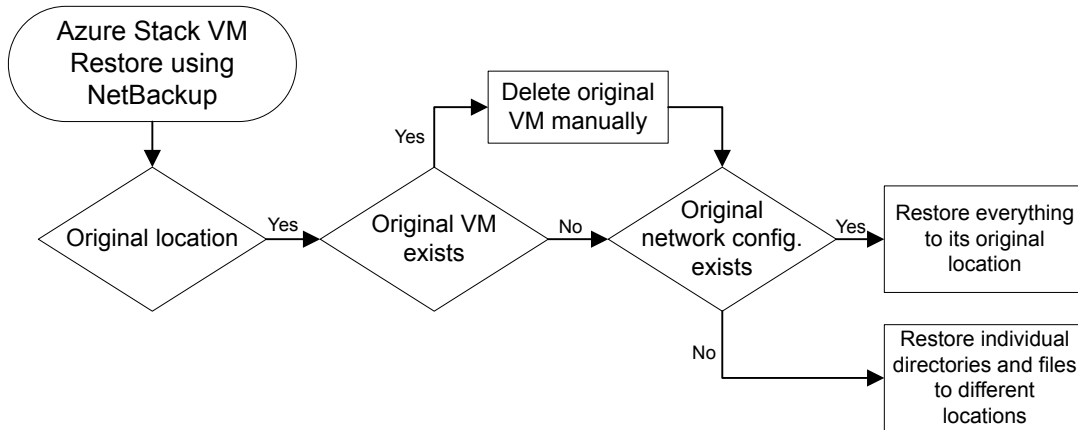 Azure Stack VM
Restore using
NetBackup
Original location
Yes
Original VM
exists
Yes
Delete original
VM manually
No
Original
network config.
exists
Yes
Restore everything
to its original
location
No
Restore individual
directories and files
to different
locations